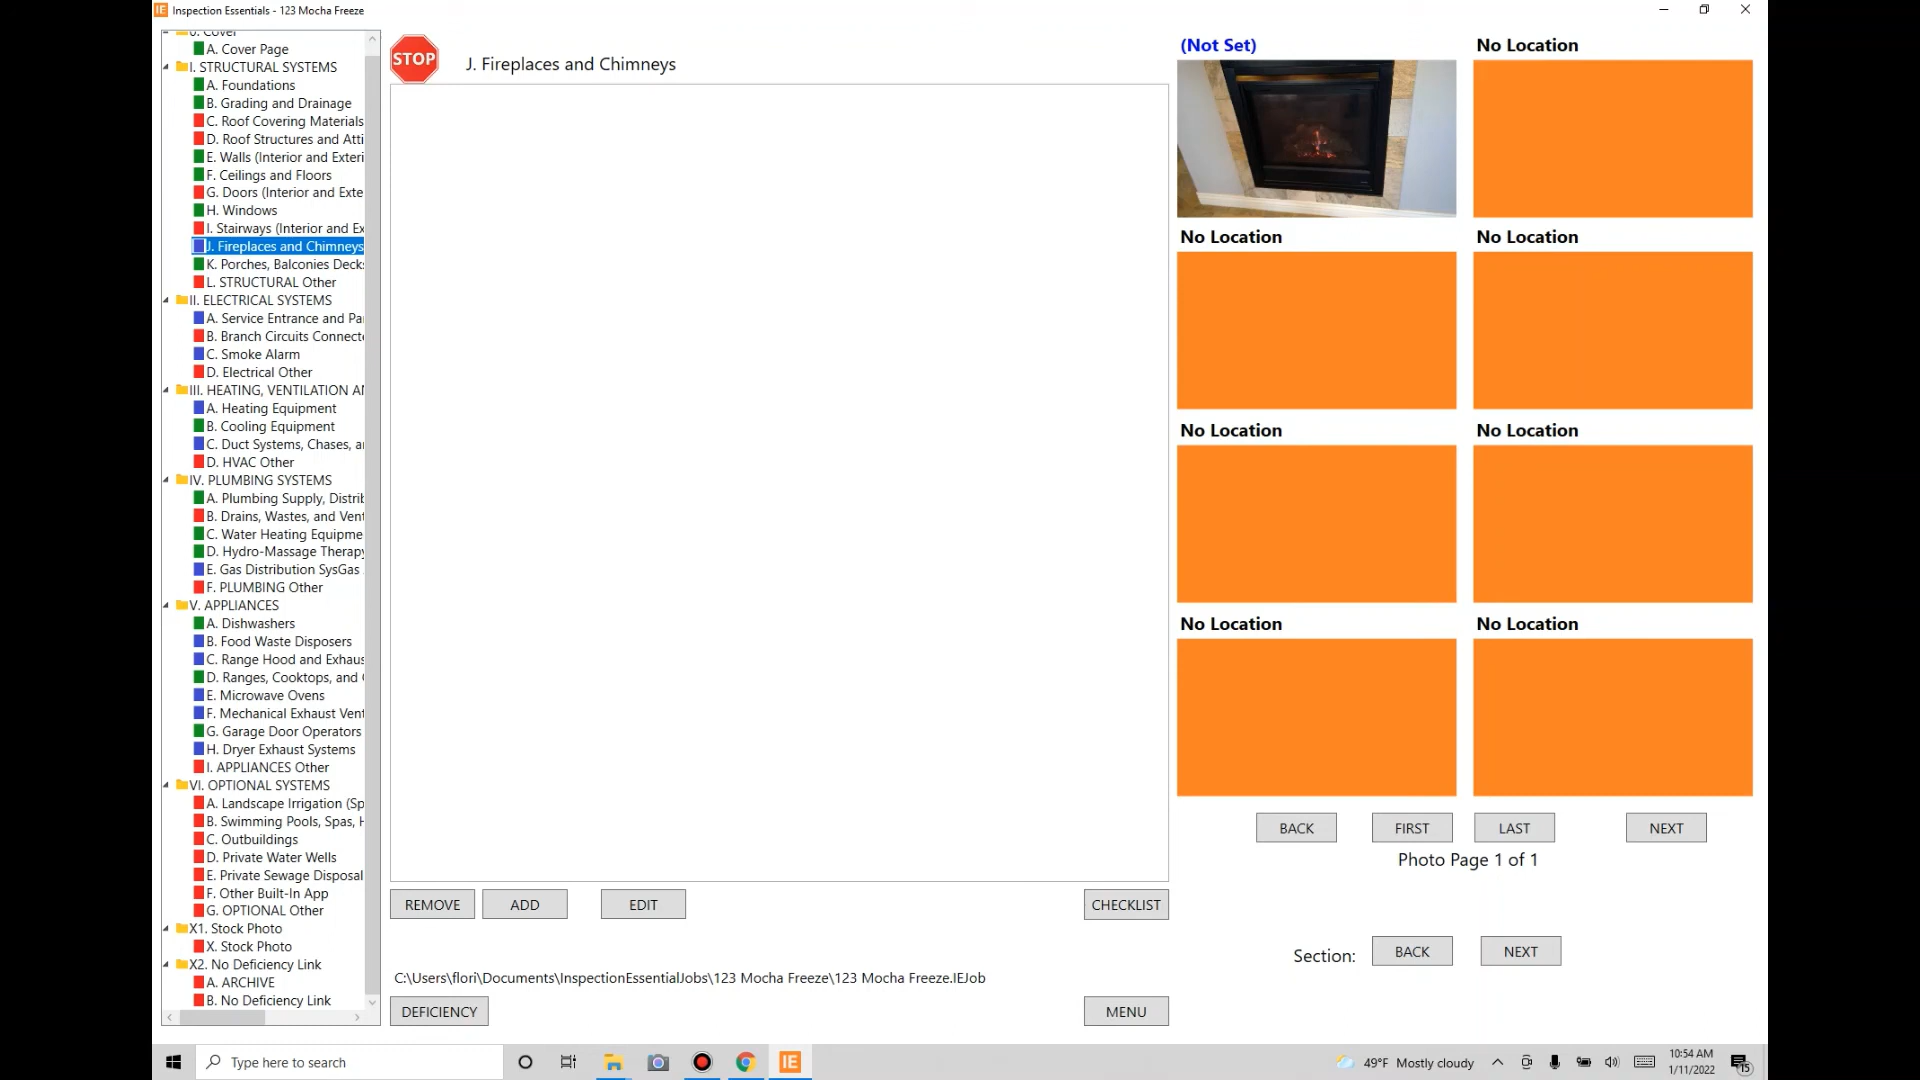 IE Inspection Essentials - 123 Mocha Freeze
0. Cover
A. Cover Page
I. STRUCTURAL SYSTEMS
A. Foundations
B. Grading and Drainage
C. Roof Covering Materials
D. Roof Structures and Atti
E. Walls (Interior and Exteri
F. Ceilings and Floors
G. Doors (Interior and Exte
H. Windows
I. Stairways (Interior and Ex
J. Fireplaces and Chimneys
K. Porches, Balconies Decks
L. STRUCTURAL Other
II. ELECTRICAL SYSTEMS
A. Service Entrance and Pa
B. Branch Circuits Connecte
C. Smoke Alarm
D. Electrical Other
III. HEATING, VENTILATION AN
A. Heating Equipment
B. Cooling Equipment
C. Duct Systems, Chases, a
D. HVAC Other
IV. PLUMBING SYSTEMS
A. Plumbing Supply, Distrib
B. Drains, Wastes, and Vent
C. Water Heating Equipme
D. Hydro-Massage Therapy
E. Gas Distribution SysGas
F. PLUMBING Other
V. APPLIANCES
A. Dishwashers
B. Food Waste Disposers
C. Range Hood and Exhaus
D. Ranges, Cooktops, and
E. Microwave Ovens
F. Mechanical Exhaust Vent
G. Garage Door Operators
H. Dryer Exhaust Systems
I. APPLIANCES Other
VI. OPTIONAL SYSTEMS
A. Landscape Irrigation (Sp
B. Swimming Pools, Spas, H
C. Outbuildings
D. Private Water Wells
E. Private Sewage Disposal
F. Other Built-In App
G. OPTIONAL Other
X1. Stock Photo
X. Stock Photo
X2. No Deficiency Link
A. ARCHIVE
B. No Deficiency Link
STOP J. Fireplaces and Chimneys
REMOVE ADD EDIT CHECKLIST
C:\Users\flori\Documents\InspectionEssentialJobs\123 Mocha Freeze\123 Mocha Freeze.IEJob
DEFICIENCY MENU
(Not Set) No Location
No Location No Location
No Location No Location
No Location No Location
BACK FIRST LAST NEXT
Photo Page 1 of 1
Section: BACK NEXT
Type here to search
IE
49°F Mostly cloudy
10:54 AM
1/11/2022
15